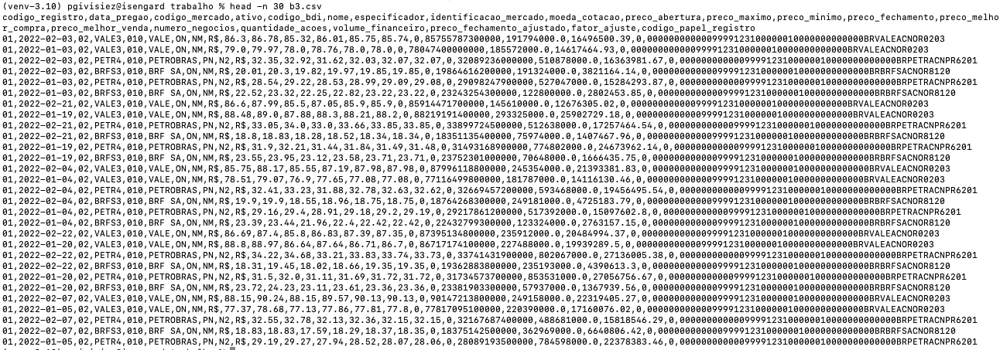 (venv-3.10) pgivisiez@isengard trabalho % head -n 30 b3.csv
codigo_registro,data_pregao,codigo_mercado,ativo,codigo_bdi,nome,especificador,identificacao_mercado,moeda_cotacao,preco_abertura,preco_maximo,preco_minimo,preco_fechamento,preco_melho
r_compra,preco_melhor_venda,numero_negocios,quantidade_acoes,volume_financeiro,preco_fechamento_ajustado,fator_ajuste,codigo_papel_registro
01,2022-02-03,02,VALE3,010,VALE,ON,NM,R$,86.3,86.78,85.32,86.01,85.75,85.74,0,85755787300000,191794000.0,16496500.39,0,0000000000009999123100000010000000000000BRVALEACNOR0203
01,2022-01-03,02,VALE3,010,VALE,ON,NM,R$,79.0,79.97,78.0,78.76,78.0,78.0,0,78047400000000,185572000.0,14617464.93,0,0000000000009999123100000010000000000000BRVALEACNOR0203
01,2022-02-03,02,PETR4,010,PETROBRAS,PN,N2,R$,32.35,32.92,31.62,32.03,32.07,32.07,0,32089236000000,510878000.0,16363981.67,0,0000000000009999123100000010000000000000BRPETRACNPR6201
01,2022-02-03,02,BRFS3,010,BRF SA,ON,NM,R$,20.01,20.3,19.82,19.97,19.85,19.85,0,19864616200000,191324000.0,3821164.14,0,0000000000009999123100000010000000000000BRBRFSACNOR8120
01,2022-01-03,02,PETR4,010,PETROBRAS,PN,N2,R$,28.54,29.22,28.53,28.99,29.09,29.08,0,29098247900000,527047000.0,15284293.87,0,0000000000009999123100000010000000000000BRPETRACNPR6201
01,2022-01-03,02,BRFS3,010,BRF SA,ON,NM,R$,22.52,23.32,22.25,22.82,23.22,23.22,0,23243254300000,122800000.0,2802453.85,0,0000000000009999123100000010000000000000BRBRFSACNOR8120
01,2022-02-21,02,VALE3,010,VALE,ON,NM,R$,86.6,87.99,85.5,87.05,85.9,85.9,0,85914471700000,145610000.0,12676305.02,0,0000000000009999123100000010000000000000BRVALEACNOR0203
01,2022-01-19,02,VALE3,010,VALE,ON,NM,R$,88.48,89.0,87.88,88.3,88.21,88.2,0,88219191400000,293325000.0,25902729.18,0,0000000000009999123100000010000000000000BRVALEACNOR0203
01,2022-02-21,02,PETR4,010,PETROBRAS,PN,N2,R$,33.05,34.0,33.0,33.66,33.85,33.85,0,33899724500000,512638000.0,17257464.54,0,0000000000009999123100000010000000000000BRPETRACNPR6201
01,2022-02-21,02,BRFS3,010,BRF SA,ON,NM,R$,18.8,18.83,18.28,18.52,18.34,18.34,0,18351135400000,75974000.0,1407467.96,0,0000000000009999123100000010000000000000BRBRFSACNOR8120
01,2022-01-19,02,PETR4,010,PETROBRAS,PN,N2,R$,31.9,32.21,31.44,31.84,31.49,31.48,0,31493168900000,774802000.0,24673962.14,0,0000000000009999123100000010000000000000BRPETRACNPR6201
01,2022-01-19,02,BRFS3,010,BRF SA,ON,NM,R$,23.55,23.95,23.12,23.58,23.71,23.71,0,23752301000000,70648000.0,1666435.75,0,0000000000009999123100000010000000000000BRBRFSACNOR8120
01,2022-02-04,02,VALE3,010,VALE,ON,NM,R$,85.75,88.17,85.55,87.19,87.98,87.98,0,87996118800000,245354000.0,21393381.83,0,0000000000009999123100000010000000000000BRVALEACNOR0203
01,2022-01-04,02,VALE3,010,VALE,ON,NM,R$,78.51,79.07,76.9,77.65,77.08,77.08,0,77116499800000,181787000.0,14116130.46,0,0000000000009999123100000010000000000000BRVALEACNOR0203
01,2022-02-04,02,PETR4,010,PETROBRAS,PN,N2,R$,32.41,33.23,31.88,32.78,32.63,32.62,0,32669457200000,593468000.0,19456495.54,0,0000000000009999123100000010000000000000BRPETRACNPR6201
01,2022-02-04,02,BRFS3,010,BRF SA,ON,NM,R$,19.9,19.9,18.55,18.96,18.75,18.75,0,18764268300000,249181000.0,4725183.79,0,0000000000009999123100000010000000000000BRBRFSACNOR8120
01,2022-01-04,02,PETR4,010,PETROBRAS,PN,N2,R$,29.16,29.4,28.91,29.18,29.2,29.19,0,29217861200000,517392000.0,15097602.8,0,0000000000009999123100000010000000000000BRPETRACNPR6201
01,2022-01-04,02,BRFS3,010,BRF SA,ON,NM,R$,23.39,23.44,21.96,22.4,22.42,22.42,0,22432799300000,123324000.0,2763157.15,0,0000000000009999123100000010000000000000BRBRFSACNOR8120
01,2022-02-22,02,VALE3,010,VALE,ON,NM,R$,86.69,87.4,85.8,86.83,87.39,87.35,0,87395134800000,235912000.0,20484994.37,0,0000000000009999123100000010000000000000BRVALEACNOR0203
01,2022-01-20,02,VALE3,010,VALE,ON,NM,R$,88.8,88.97,86.64,87.64,86.71,86.7,0,86717174100000,227488000.0,19939289.5,0,0000000000009999123100000010000000000000BRVALEACNOR0203
01,2022-02-22,02,PETR4,010,PETROBRAS,PN,N2,R$,34.22,34.68,33.21,33.83,33.74,33.73,0,33741431900000,802067000.0,27136005.38,0,0000000000009999123100000010000000000000BRPETRACNPR6201
01,2022-02-22,02,BRFS3,010,BRF SA,ON,NM,R$,18.31,19.45,18.02,18.66,19.35,19.35,0,19362883800000,235193000.0,4390613.3,0,0000000000009999123100000010000000000000BRBRFSACNOR8120
01,2022-01-20,02,PETR4,010,PETROBRAS,PN,N2,R$,31.5,32.0,31.11,31.69,31.72,31.72,0,31734573700000,853531000.0,27056756.67,0,0000000000009999123100000010000000000000BRPETRACNPR6201
01,2022-01-20,02,BRFS3,010,BRF SA,ON,NM,R$,23.72,24.23,23.11,23.61,23.36,23.36,0,23381903300000,57937000.0,1367939.56,0,0000000000009999123100000010000000000000BRBRFSACNOR8120
01,2022-02-07,02,VALE3,010,VALE,ON,NM,R$,88.15,90.24,88.15,89.57,90.13,90.13,0,90147213800000,249158000.0,22319405.27,0,0000000000009999123100000010000000000000BRVALEACNOR0203
01,2022-01-05,02,VALE3,010,VALE,ON,NM,R$,77.37,78.68,77.13,77.86,77.81,77.8,0,77817095100000,220390000.0,17160076.02,0,0000000000009999123100000010000000000000BRVALEACNOR0203
01,2022-02-07,02,PETR4,010,PETROBRAS,PN,N2,R$,32.55,32.78,32.13,32.36,32.15,32.15,0,32167687400000,488681000.0,15818546.29,0,0000000000009999123100000010000000000000BRPETRACNPR6201
01,2022-02-07,02,BRFS3,010,BRF SA,ON,NM,R$,18.83,18.83,17.59,18.29,18.37,18.35,0,18375142500000,362969000.0,6640806.42,0,0000000000009999123100000010000000000000BRBRFSACNOR8120
01,2022-01-05,02,PETR4,010,PETROBRAS,PN,N2,R$,29.19,29.27,27.94,28.52,28.07,28.06,0,28089193500000,784598000.0,22378383.46,0,0000000000009999123100000010000000000000BRPETRACNPR6201